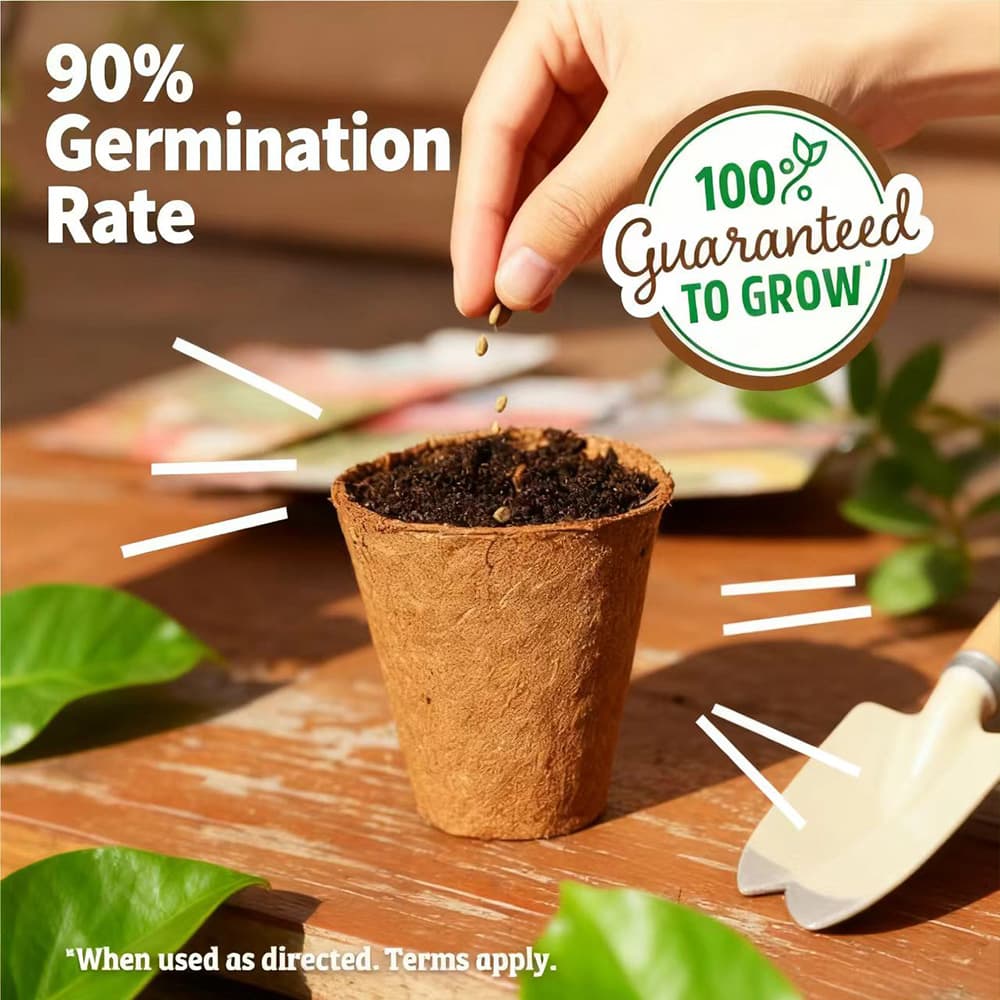 90%
Germination
Rate
100%
Guaranteed
TO GROW*
*When used as directed. Terms apply.